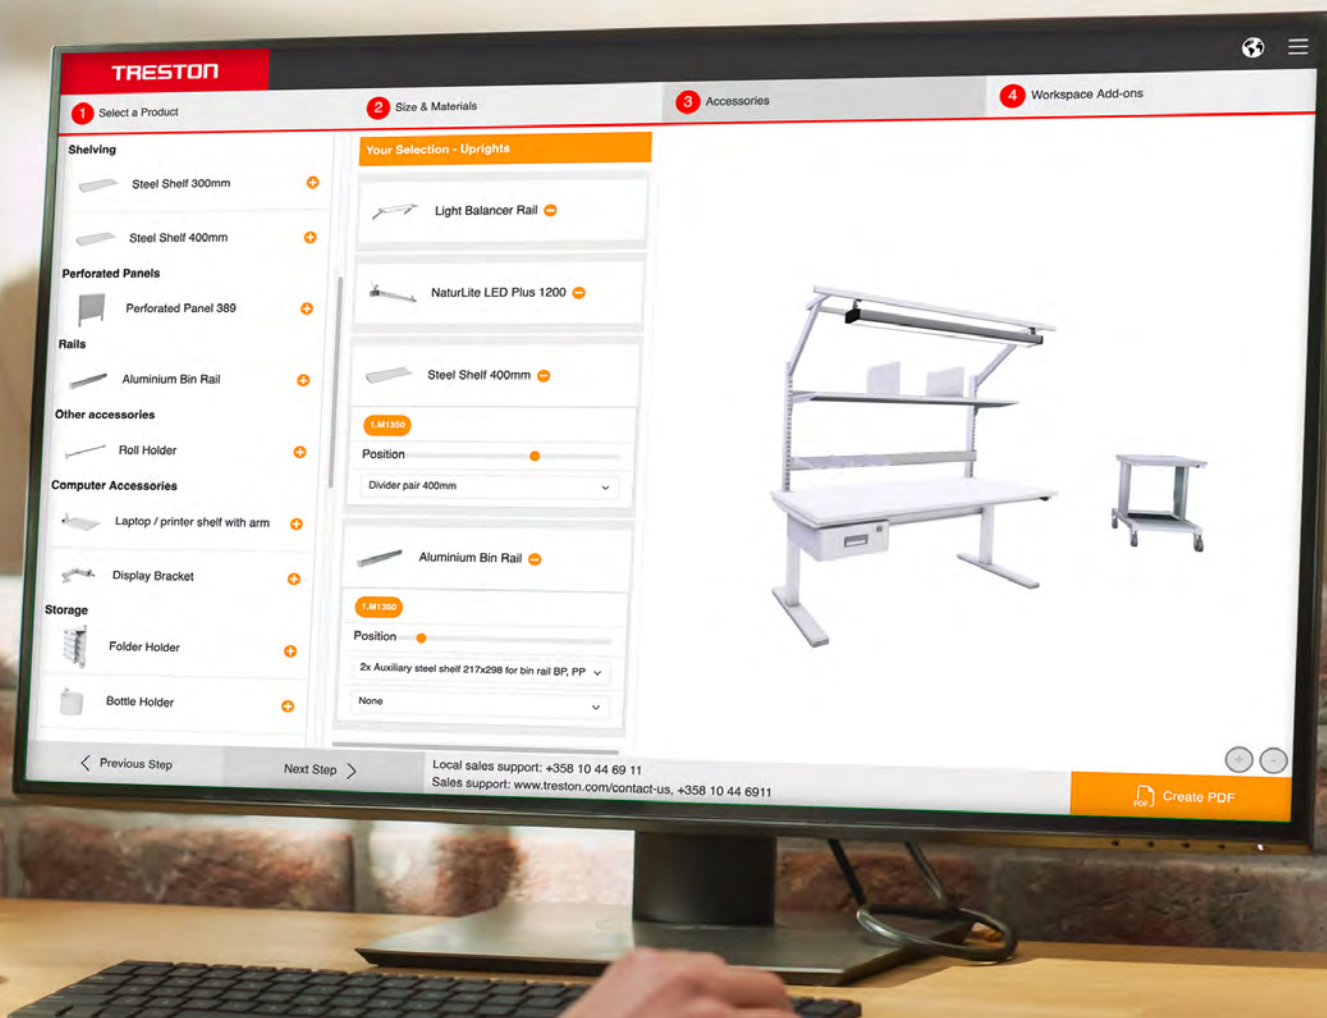 TRESTON
1 Select a Product
2 Size & Materials
3 Accessories
4 Workspace Add-ons
Shelving
Steel Shelf 300mm
Steel Shelf 400mm
Perforated Panels
Perforated Panel 389
Rails
Aluminium Bin Rail
Other accessories
Roll Holder
Computer Accessories
Laptop / printer shelf with arm
Display Bracket
Storage
Folder Holder
Bottle Holder
Your Selection - Uprights
Light Balancer Rail
NaturLite LED Plus 1200
Steel Shelf 400mm
1.M1350
Position
Divider pair 400mm
Aluminium Bin Rail
1.M1350
Position
2x Auxiliary steel shelf 217x298 for bin rail BP, PP
None
Previous Step
Next Step
Local sales support: +358 10 44 69 11
Sales support: www.treston.com/contact-us, +358 10 44 6911
PDF
Create PDF